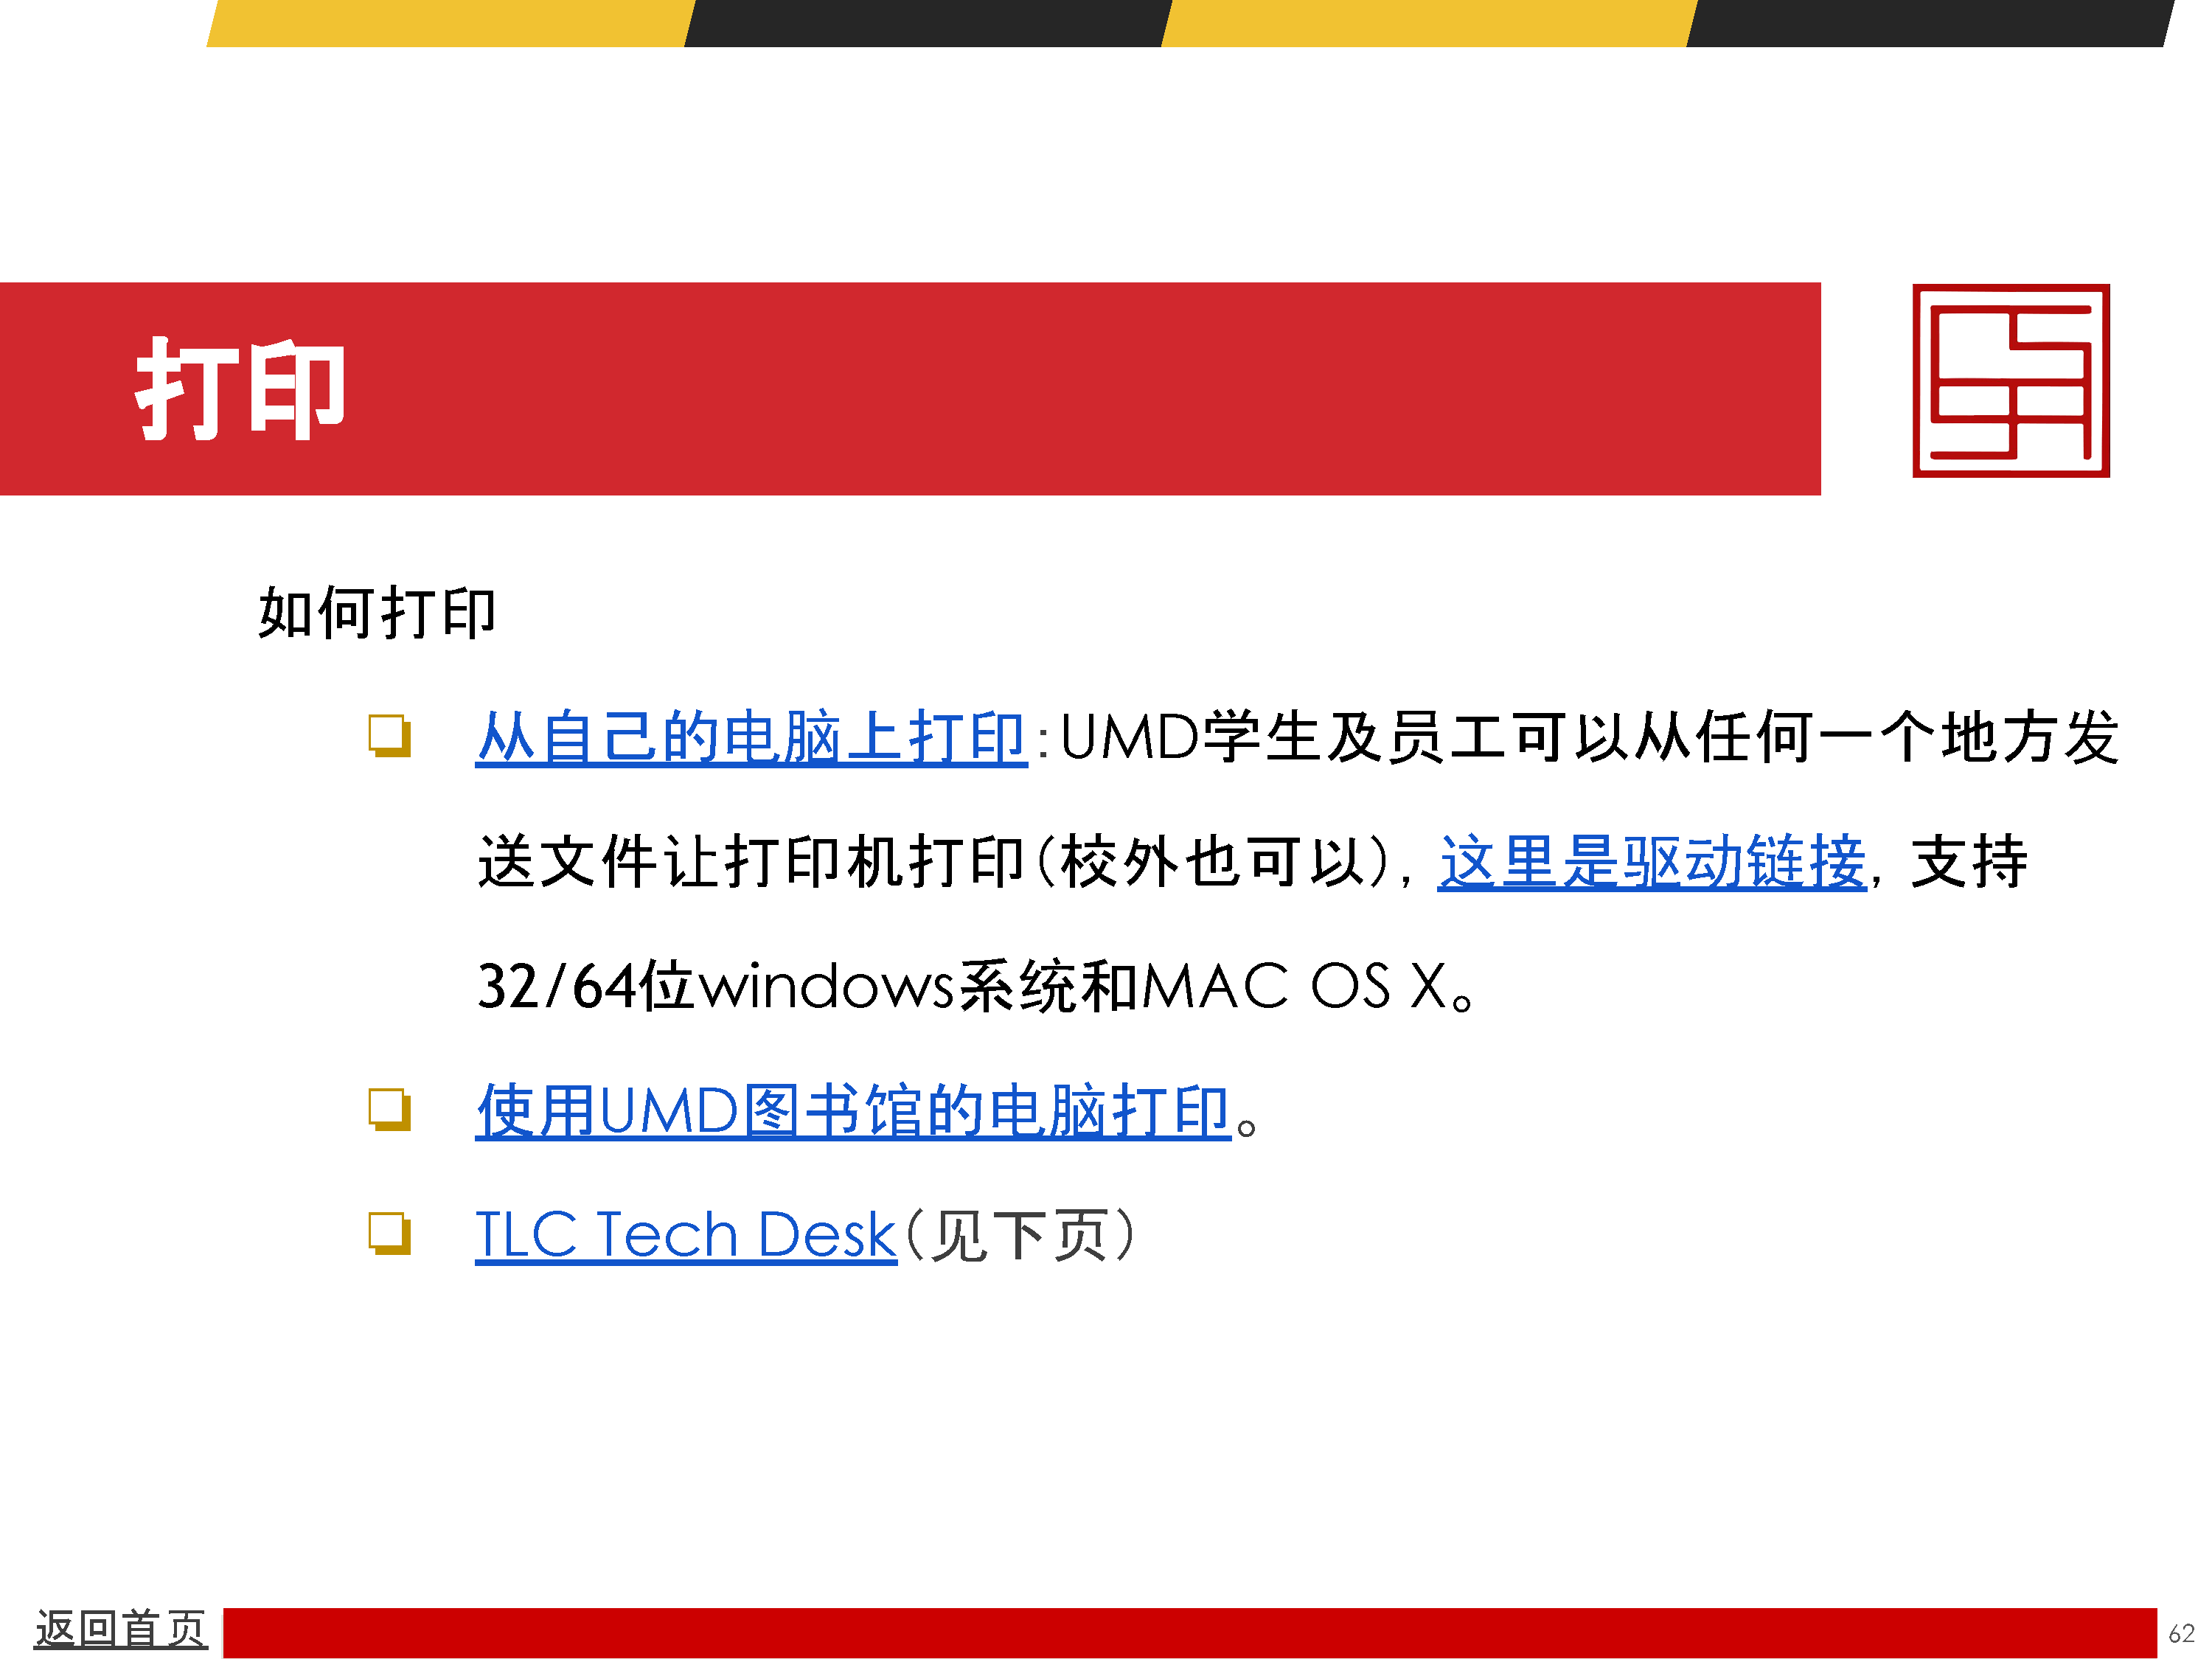 打印
如何打印
❏ 从自己的电脑上打印：UMD学生及员工可以从任何一个地方发
送文件让打印机打印（校外也可以），这里是驱动链接，支持
32/64位windows系统和MAC OS X。
❏ 使用UMD图书馆的电脑打印。
❏ TLC Tech Desk（见下页）
返回首页
62